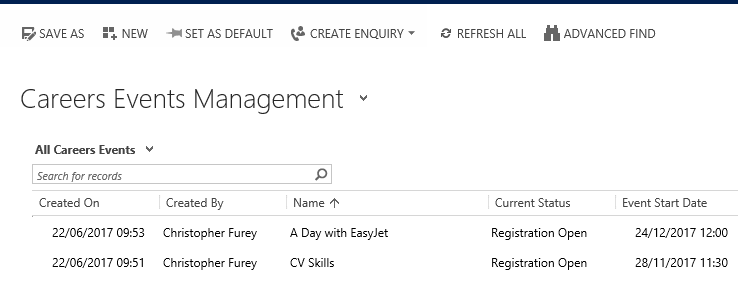 SAVE AS NEW SET AS DEFAULT CREATE ENQUIRY REFRESH ALL ADVANCED FIND
Careers Events Management
All Careers Events
Search for records
Created On Created By Name Current Status Event Start Date
22/06/2017 09:53 Christopher Furey A Day with EasyJet Registration Open 24/12/2017 12:00
22/06/2017 09:51 Christopher Furey CV Skills Registration Open 28/11/2017 11:30